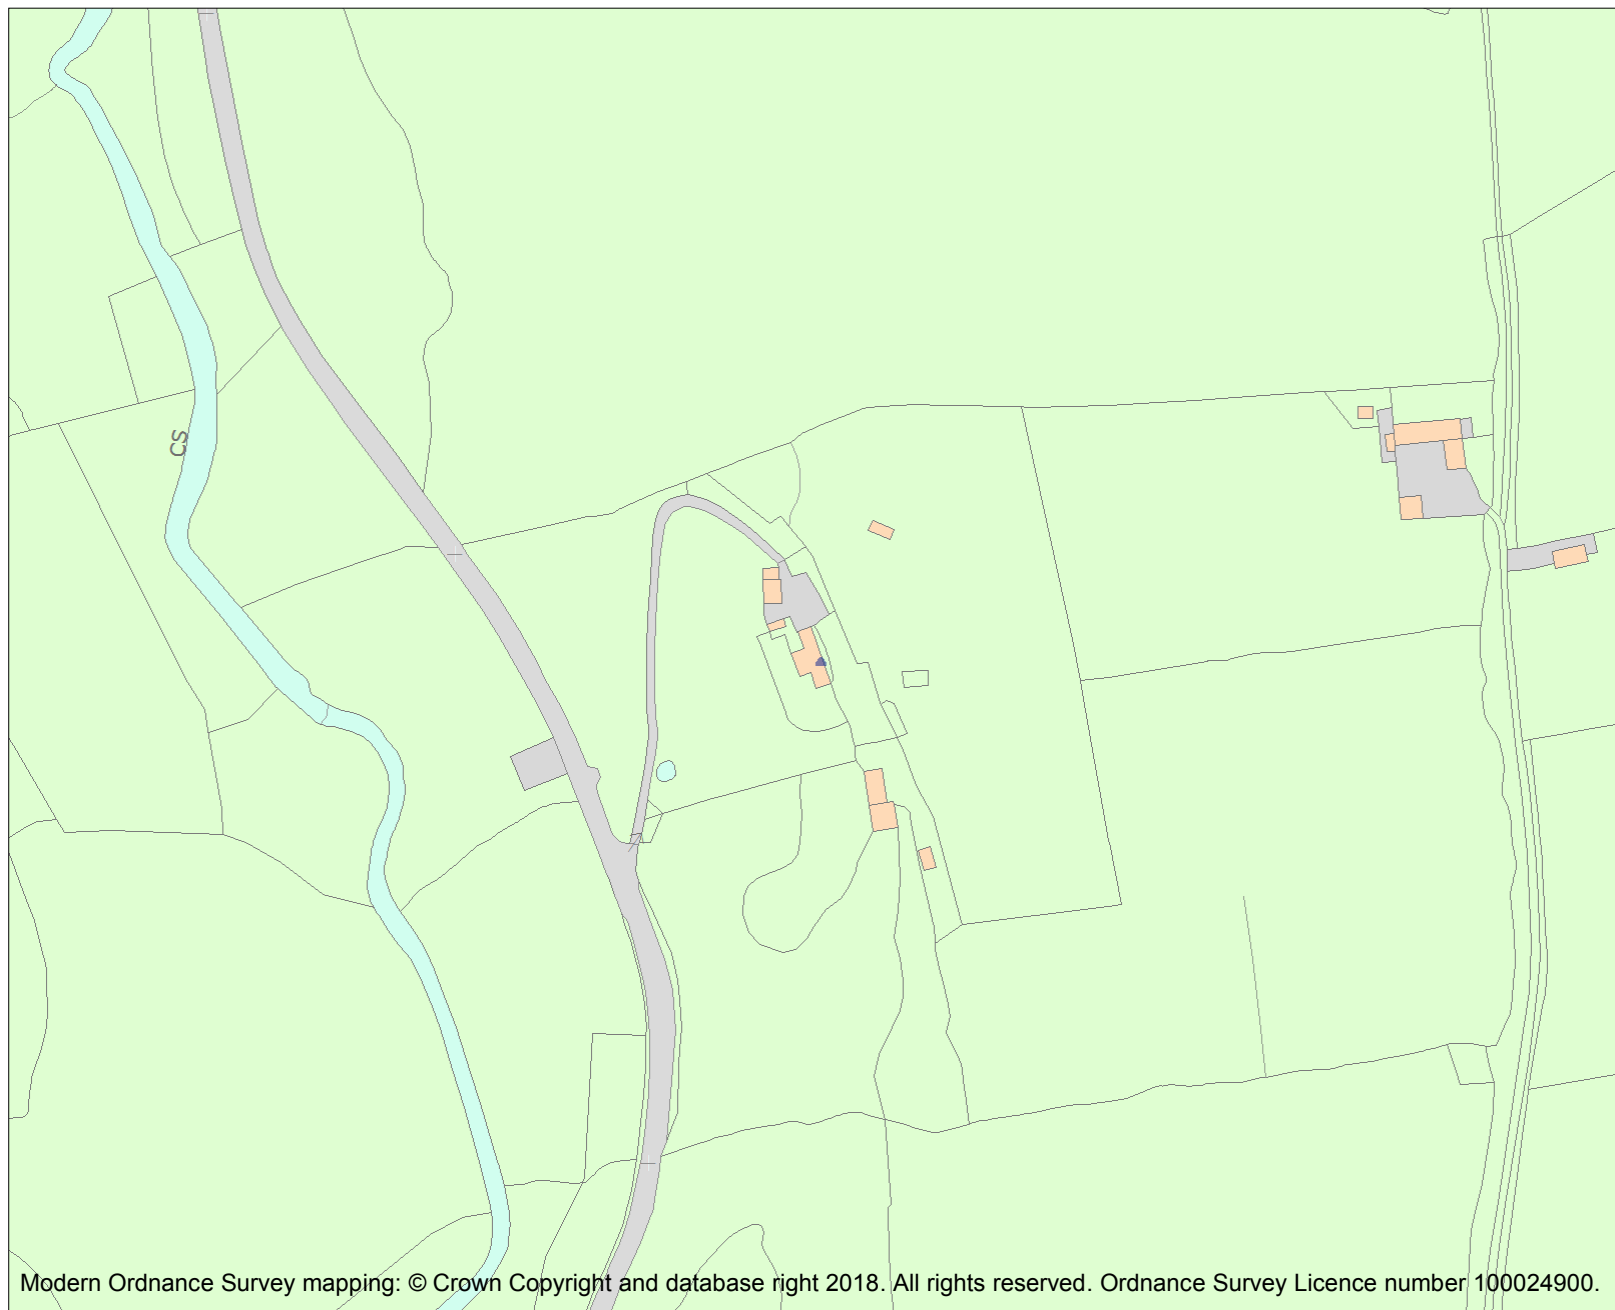 CS
Modern Ordnance Survey mapping: © Crown Copyright and database right 2018. All rights reserved. Ordnance Survey Licence number 100024900.